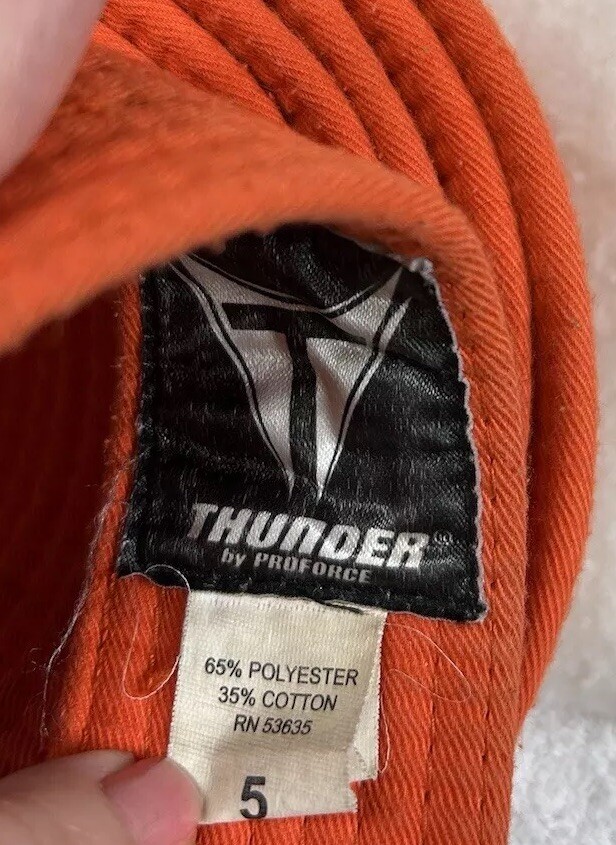 T
THUNDER®
by PROFORCE
65% POLYESTER
35% COTTON
RN 53635
5